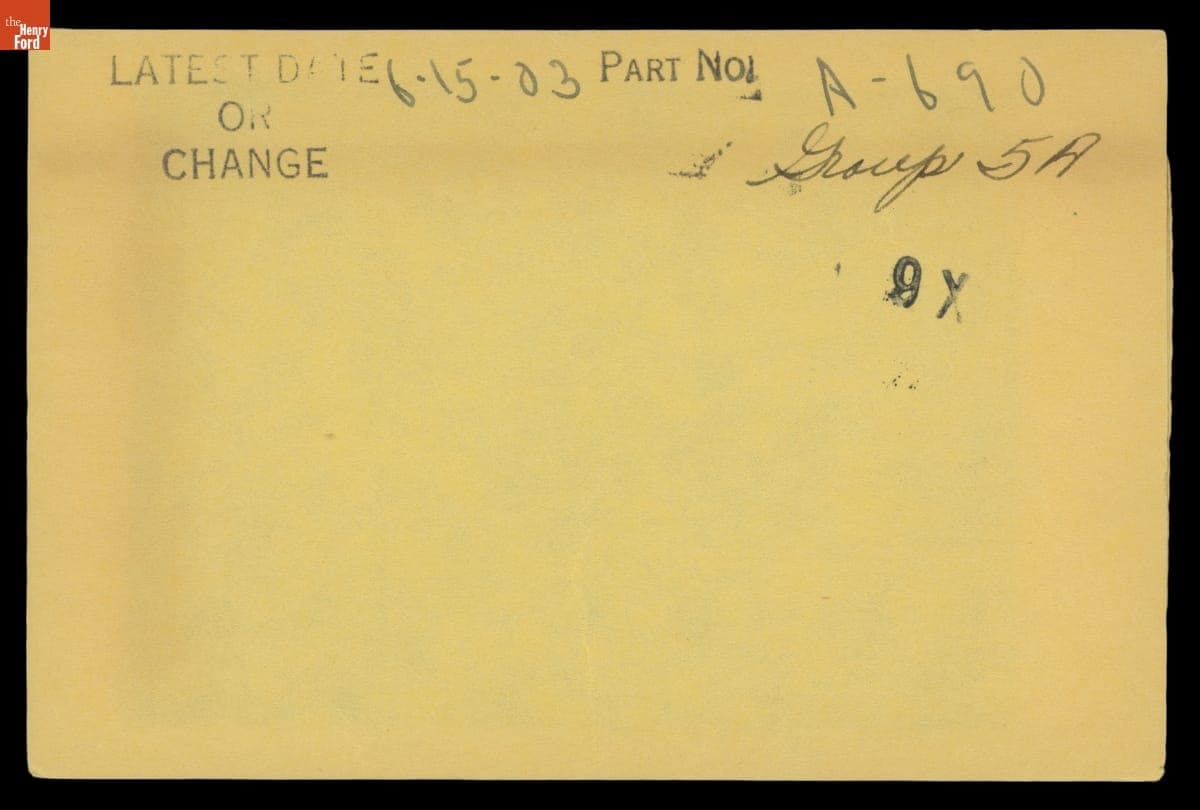 the
Henry
Ford
LATEST DATE 6-15-03 PART NO. A-690
OR
CHANGE
Group 5A
9X